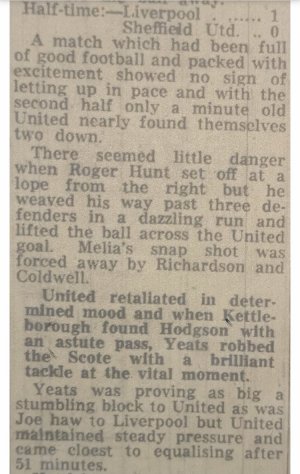 Half-time:—Liverpool . ...... 1
Sheffield Utd. .. 0
A match which had been full
of good football and packed with
excitement showed no sign of
letting up in pace and with the
second half only a minute old
United nearly found themselves
two down.
There seemed little danger
when Roger Hunt set off at a
lope from the right but he
weaved his way past three de-
fenders in a dazzling run and
lifted the ball across the United
goal. Melia's snap shot was
forced away by Richardson and
Coldwell.
United retaliated in deter-
mined mood and when Kettle-
borough found Hodgson with
an astute pass, Yeats robbed
the Scote with a brilliant
tackle at the vital moment.
Yeats was proving as big a
stumbling block to United as was
Joe haw to Liverpool but United
maintained steady pressure and
came closest to equalising after
51 minutes.